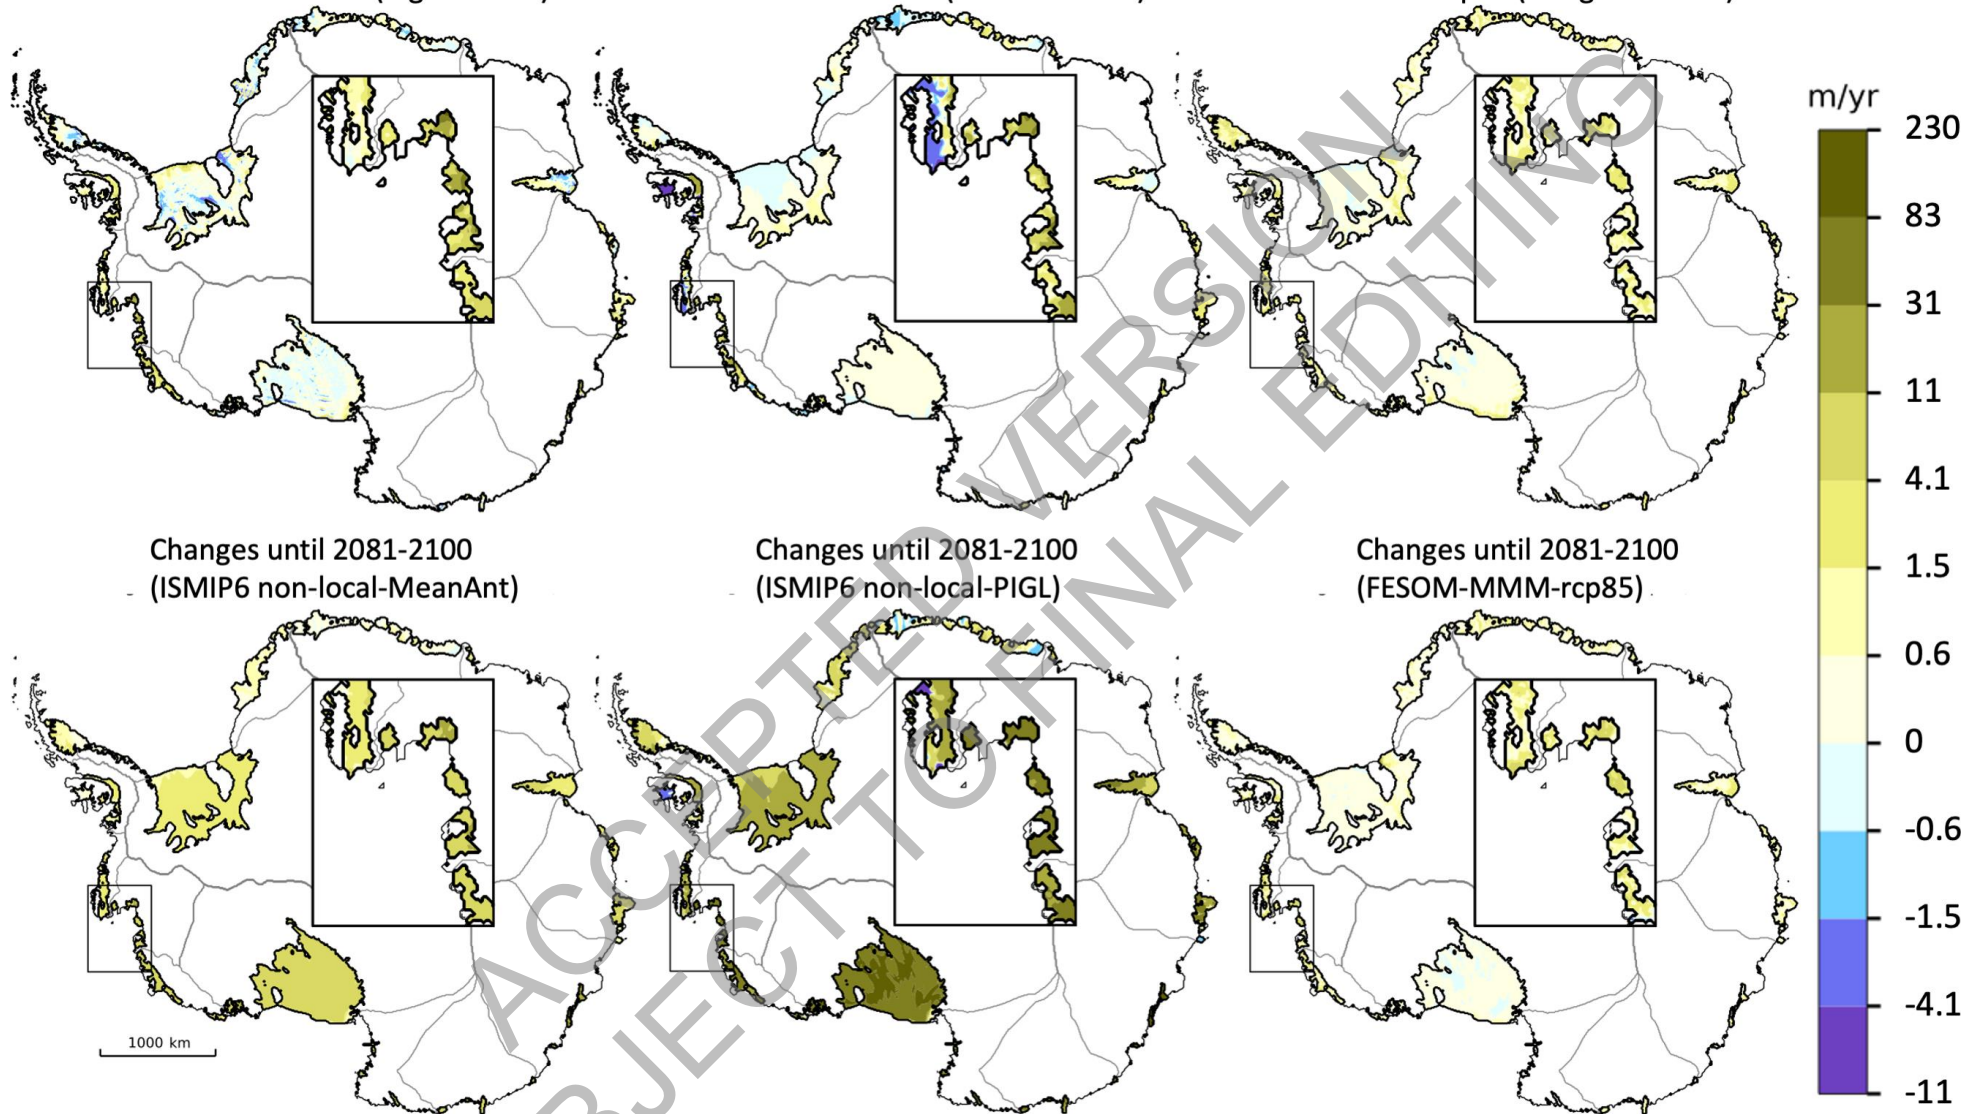 m/yr
230
83
31
11
4.1
1.5
0.6
0
-0.6
-1.5
-4.1
-11
Changes until 2081-2100
(ISMIP6 non-local-MeanAnt)
Changes until 2081-2100
(ISMIP6 non-local-PIGL)
Changes until 2081-2100
(FESOM-MMM-rcp85)
1000 km
ACCEPTED VERSION
TO FINAL EDITING